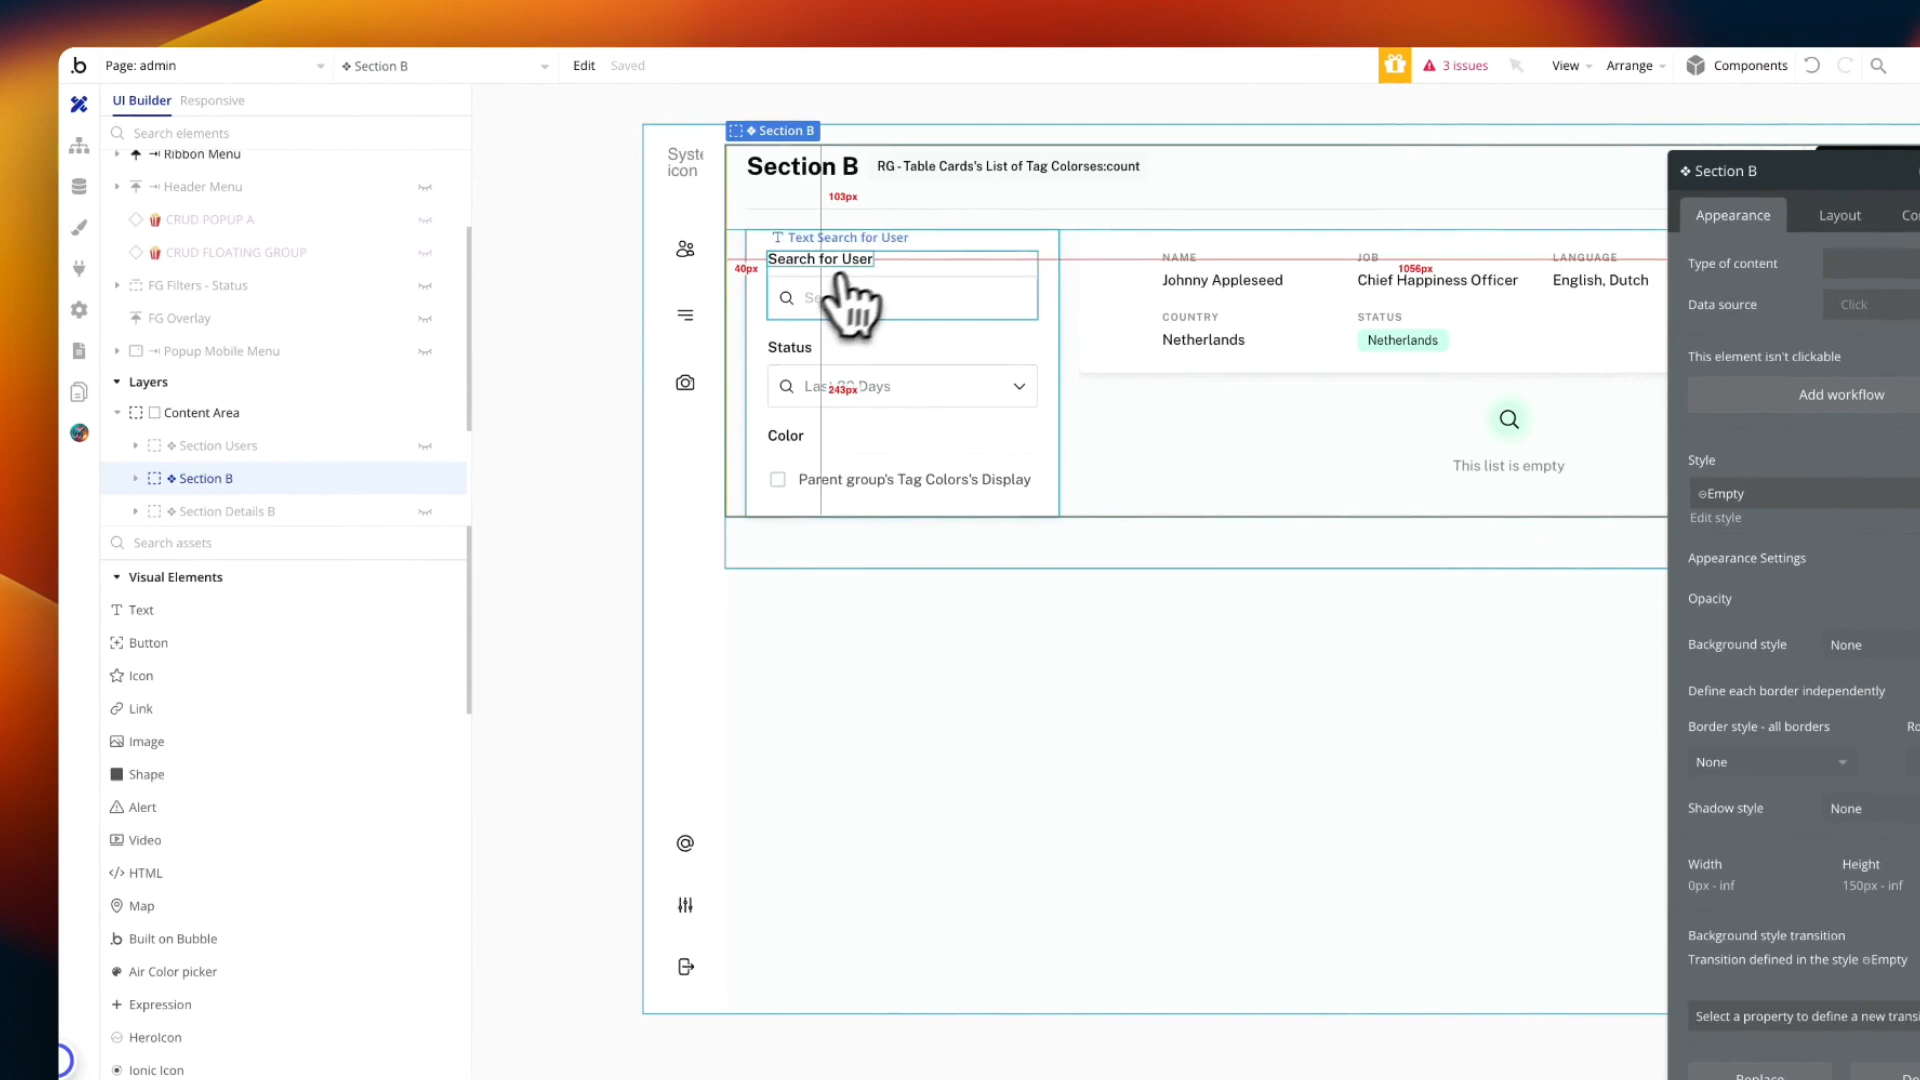 Page: admin
Section B
Edit
Saved
3 issues
View
Arrange
Components
UI Builder
Responsive
Search elements
Ribbon Menu
Header Menu
CRUD POPUP A
CRUD FLOATING GROUP
FG Filters - Status
FG Overlay
Popup Mobile Menu
Layers
Content Area
Section Users
Section B
Section Details B
Search assets
Visual Elements
Text
Button
Icon
Link
Image
Shape
Alert
Video
HTML
Map
Built on Bubble
Air Color picker
Expression
HeroIcon
Ionic Icon
Section B
icon
Section B
RG - Table Cards's List of Tag Colorses:count
103px
Text Search for User
Search for User
40px
Status
Days
243px
Color
Parent group's Tag Colors's Display
NAME
Johnny Appleseed
JOB
Chief Happiness Officer
1056px
LANGUAGE
English, Dutch
COUNTRY
Netherlands
STATUS
Netherlands
This list is empty
Section B
Appearance
Layout
Type of content
Data source
Click
This element isn't clickable
Add workflow
Style
Empty
Edit style
Appearance Settings
Opacity
Background style
None
Define each border independently
Border style - all borders
None
Shadow style
None
Width
Height
0px - inf
150px - inf
Background style transition
Transition defined in the style Empty
Select a property to define a new